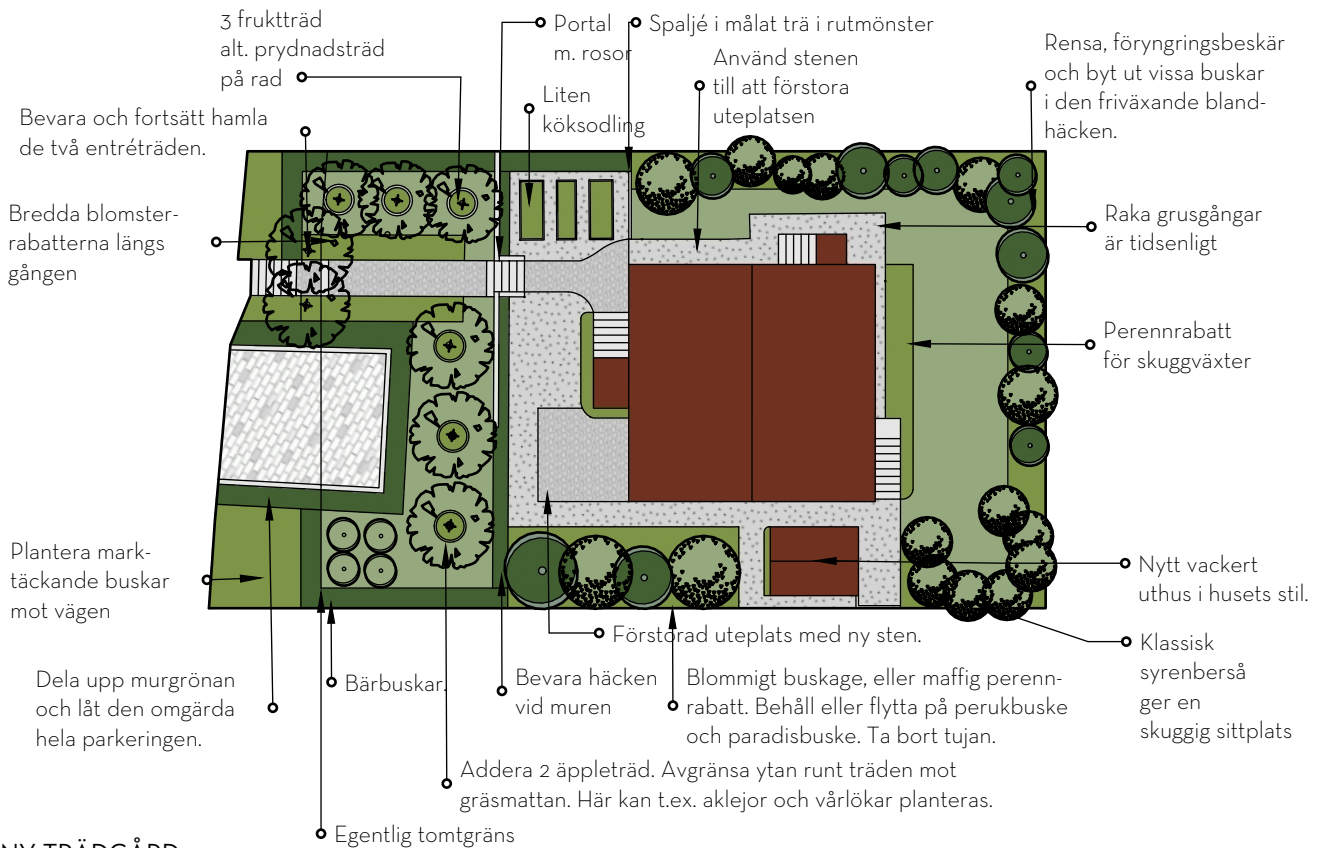 3 fruktträd
alt. prydnadsträd
på rad
Portal
m. rosor
Spaljé i målat trä i rutmönster
Använd stenen
till att förstora
uteplatsen
Rensa, föryngringsbeskär
och byt ut vissa buskar
i den friväxande bland-
häcken.
Liten
köksodling
Bevara och fortsätt hamla
de två entréträden.
Bredda blomster-
rabatterna längs
gången
Raka grusgångar
är tidsenligt
Perennrabatt
för skuggväxter
Plantera mark-
täckande buskar
mot vägen
Nytt vackert
uthus i husets stil.
Förstorad uteplats med ny sten.
Klassisk
syrenberså
ger en
skuggig sittplats
Dela upp murgrönan
och låt den omgärda
hela parkeringen.
Bärbuskar.
Bevara häcken
vid muren
Blommigt buskage, eller maffig perenn-
rabatt. Behåll eller flytta på perukbuske
och paradisbuske. Ta bort tujan.
Addera 2 äppleträd. Avgränsa ytan runt träden mot
gräsmattan. Här kan t.ex. aklejor och vårlökar planteras.
Egentlig tomtgräns
NY TRÄDGÅRD